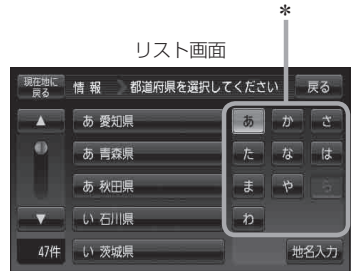 *
リスト画面
現在地に
戻る
情報 都道府県を選択してください 戻る
▲ あ 愛知県 あ か さ
あ 青森県 た な は
あ 秋田県 ま や ら
▼ い 石川県 わ
47件 い 茨城県 地名入力